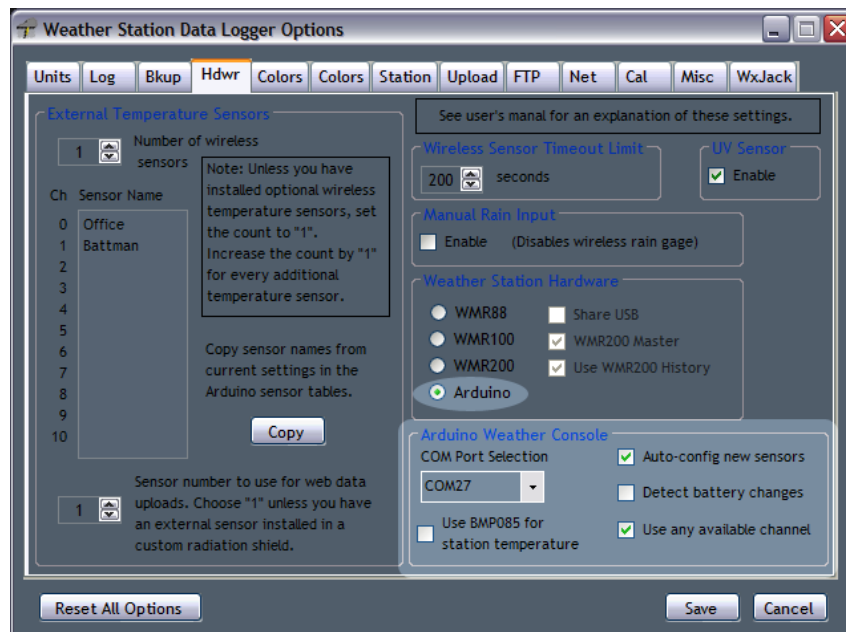 Weather Station Data Logger Options
Units Log Bkup Hdwr Colors Colors Station Upload FTP Net Cal Misc WxJack
External Temperature Sensors
1 Number of wireless
sensors
Note: Unless you have
installed optional wireless
temperature sensors, set
the count to "1".
Increase the count by "1"
for every additional
temperature sensor.
Ch Sensor Name
0 Office
1 Battman
2
3
4
5
6
7
8
9
10
Copy sensor names from
current settings in the
Arduino sensor tables.
Copy
1
Sensor number to use for web data
uploads. Choose "1" unless you have
an external sensor installed in a
custom radiation shield.
See user's manal for an explanation of these settings.
Wireless Sensor Timeout Limit
200 seconds
UV Sensor
Enable
Manual Rain Input
Enable (Disables wireless rain gage)
Weather Station Hardware
WMR88 Share USB
WMR100 WMR200 Master
WMR200 Use WMR200 History
Arduino
Arduino Weather Console
COM Port Selection
COM27
Use BMP085 for
station temperature
Auto-config new sensors
Detect battery changes
Use any available channel
Reset All Options Save Cancel